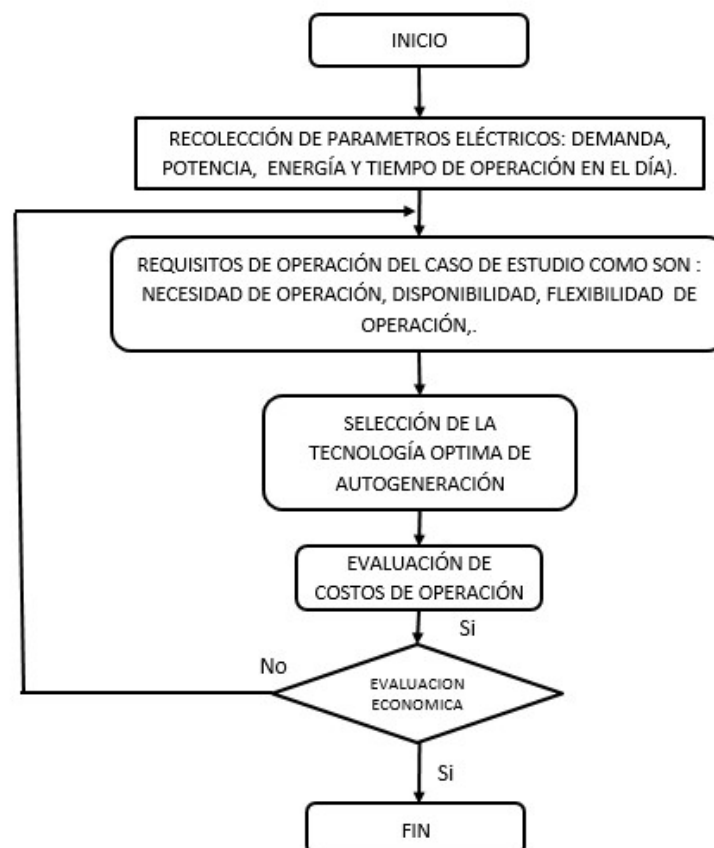 INICIO
RECOLECCIÓN DE PARAMETROS ELÉCTRICOS: DEMANDA,
POTENCIA, ENERGÍA Y TIEMPO DE OPERACIÓN EN EL DÍA).
REQUISITOS DE OPERACIÓN DEL CASO DE ESTUDIO COMO SON :
NECESIDAD DE OPERACIÓN, DISPONIBILIDAD, FLEXIBILIDAD DE
OPERACIÓN,.
SELECCIÓN DE LA
TECNOLOGÍA OPTIMA DE
AUTOGENERACIÓN
EVALUACIÓN DE
COSTOS DE OPERACIÓN
Si
No
EVALUACION
ECONOMICA
Si
FIN